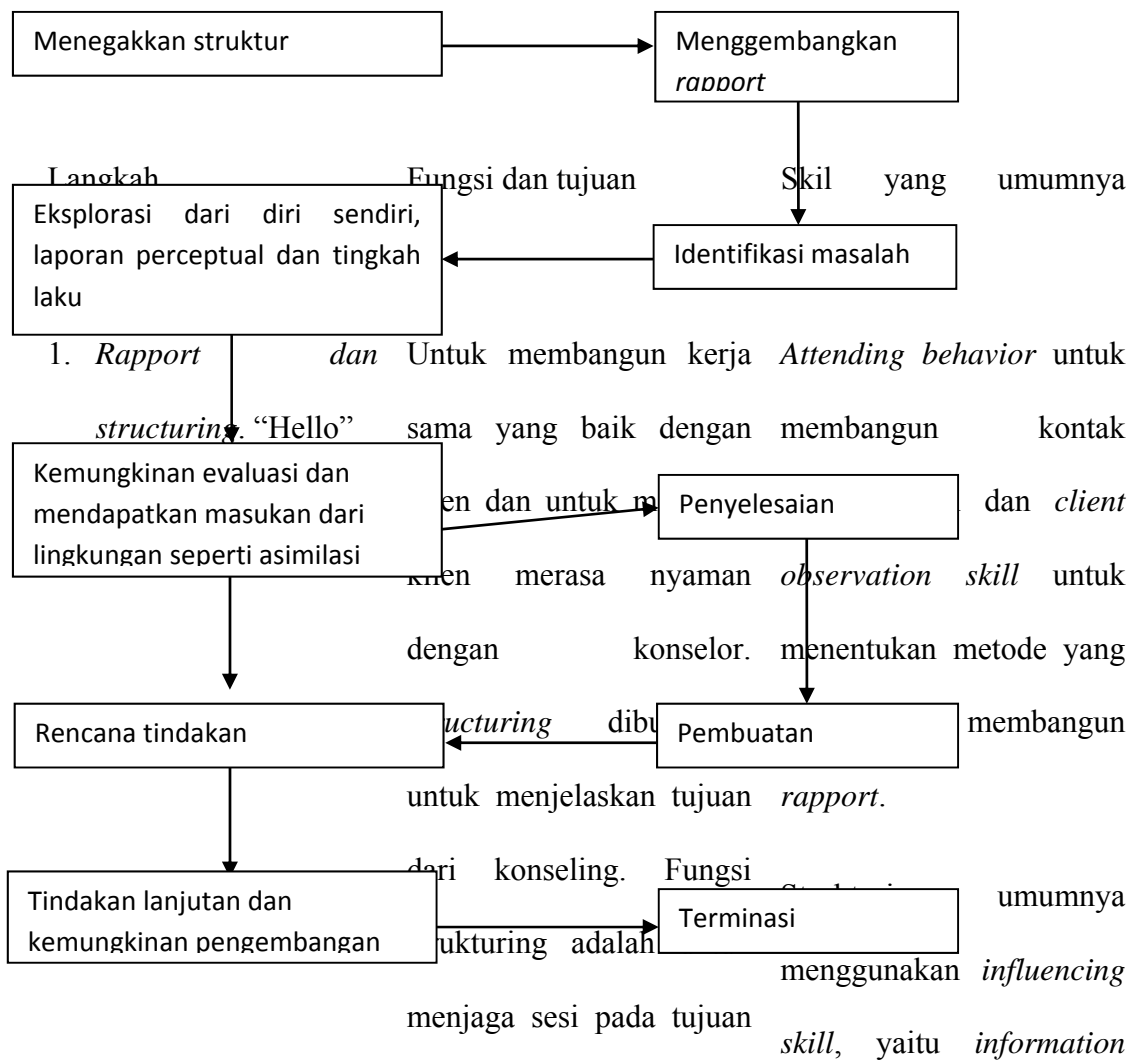 Menegakkan struktur
Menggembangkan
rapport
Langkah
Fungsi dan tujuan
Skil yang umumnya
Eksplorasi dari diri sendiri,
laporan perceptual dan tingkah
laku
Identifikasi masalah
1. Rapport dan
structuring. “Hello”
Untuk membangun kerja
sama yang baik dengan
dan untuk
merasa nyaman
dengan konselor.
untuk menjelaskan tujuan
dari konseling. Fungsi
adalah
menjaga sesi pada tujuan
Attending behavior untuk
membangun kontak
dan client
observation skill untuk
menentukan metode yang
membangun
rapport.
umumnya
menggunakan influencing
skill, yaitu information
Kemungkinan evaluasi dan
mendapatkan masukan dari
lingkungan seperti asimilasi
Penyelesaian
Rencana tindakan
Pembuatan
Tindakan lanjutan dan
kemungkinan pengembangan
Terminasi